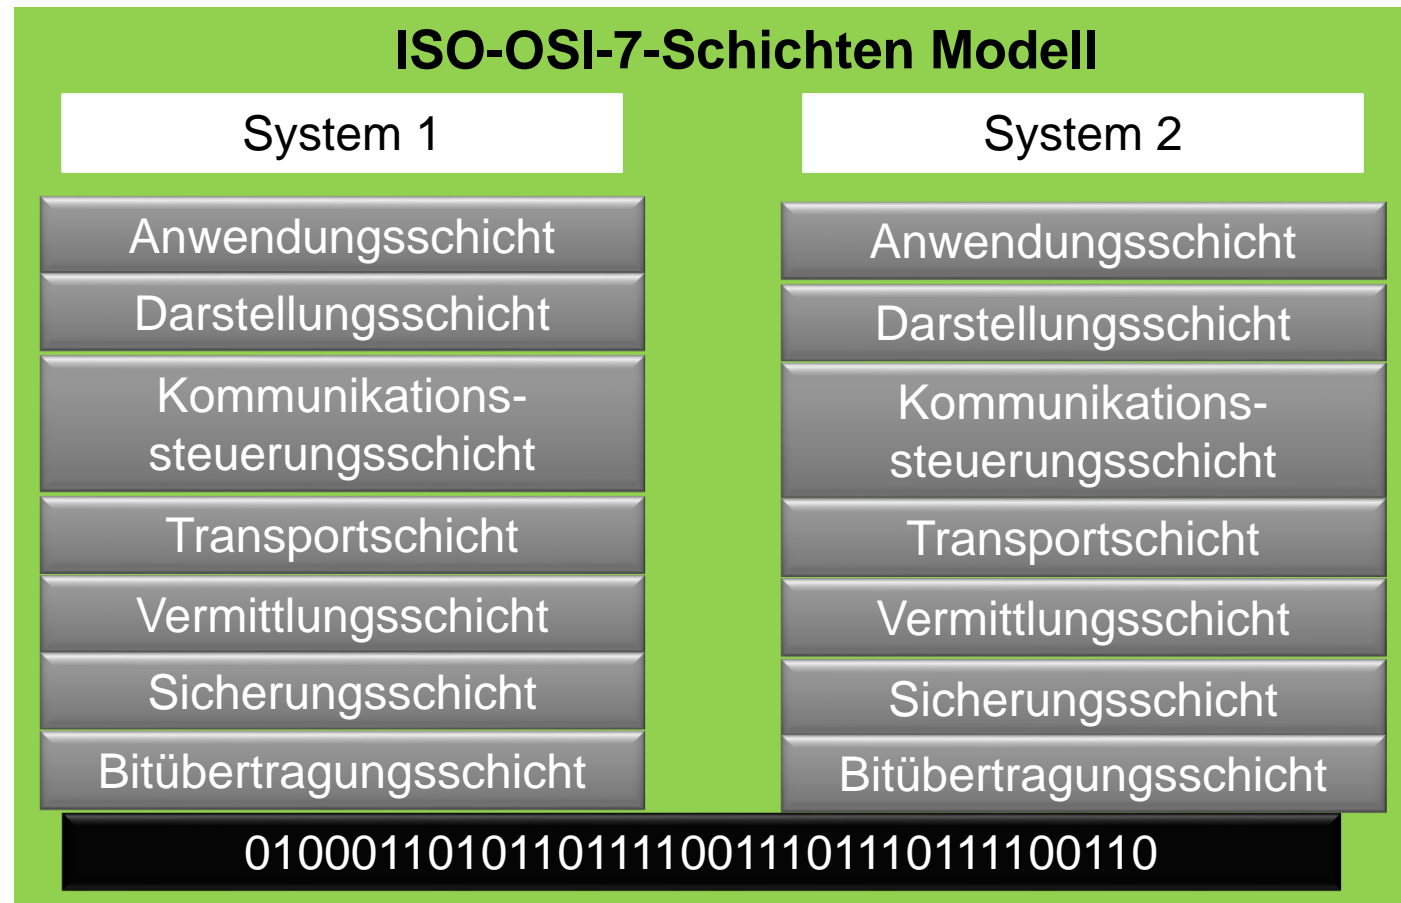 ISO-OSI-7-Schichten Modell
System 1
Anwendungsschicht
Darstellungsschicht
Kommunikations-
steuerungsschicht
Transportschicht
Vermittlungsschicht
Sicherungsschicht
Bitübertragungsschicht
System 2
Anwendungsschicht
Darstellungsschicht
Kommunikations-
steuerungsschicht
Transportschicht
Vermittlungsschicht
Sicherungsschicht
Bitübertragungsschicht
010001101011011110011101110111100110